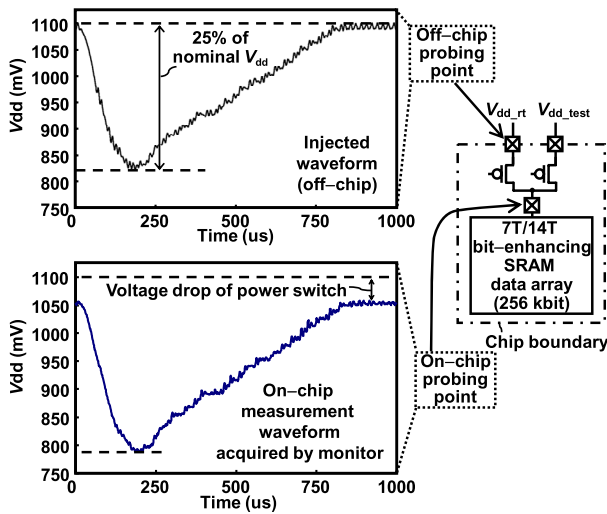 1100
1050
1000
950
900
850
800
750
Vdd (mV)
25% of
nominal Vdd
Injected
waveform
(off−chip)
0
250
500
750
1000
Time (us)
Off−chip
probing
point
Vdd_rt
Vdd_test
7T/14T
bit−enhancing
SRAM
data array
(256 kbit)
Chip boundary
On−chip
probing
point
1100
1050
1000
950
900
850
800
750
Vdd (mV)
Voltage drop of power switch
On−chip
measurement
waveform
acquired by monitor
0
250
500
750
1000
Time (us)